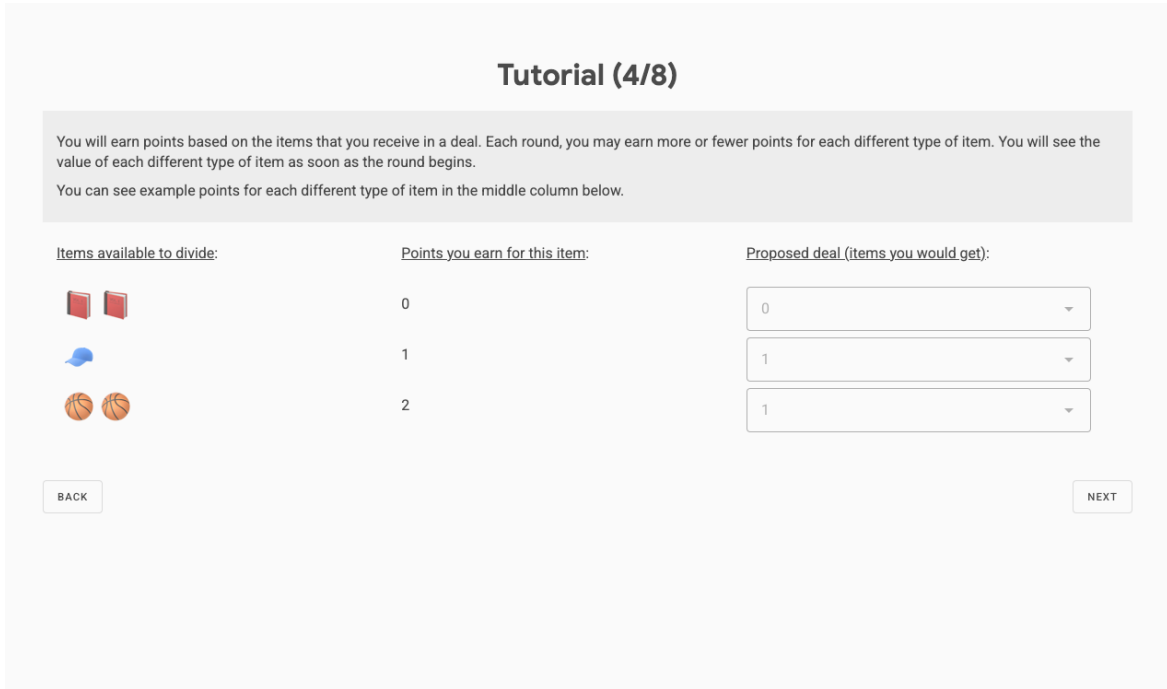 Tutorial (4/8)
You will earn points based on the items that you receive in a deal. Each round, you may earn more or fewer points for each different type of item. You will see the
value of each different type of item as soon as the round begins.
You can see example points for each different type of item in the middle column below.
Items available to divide: Points you earn for this item: Proposed deal (items you would get):
0 0
1 1
2 1
BACK NEXT